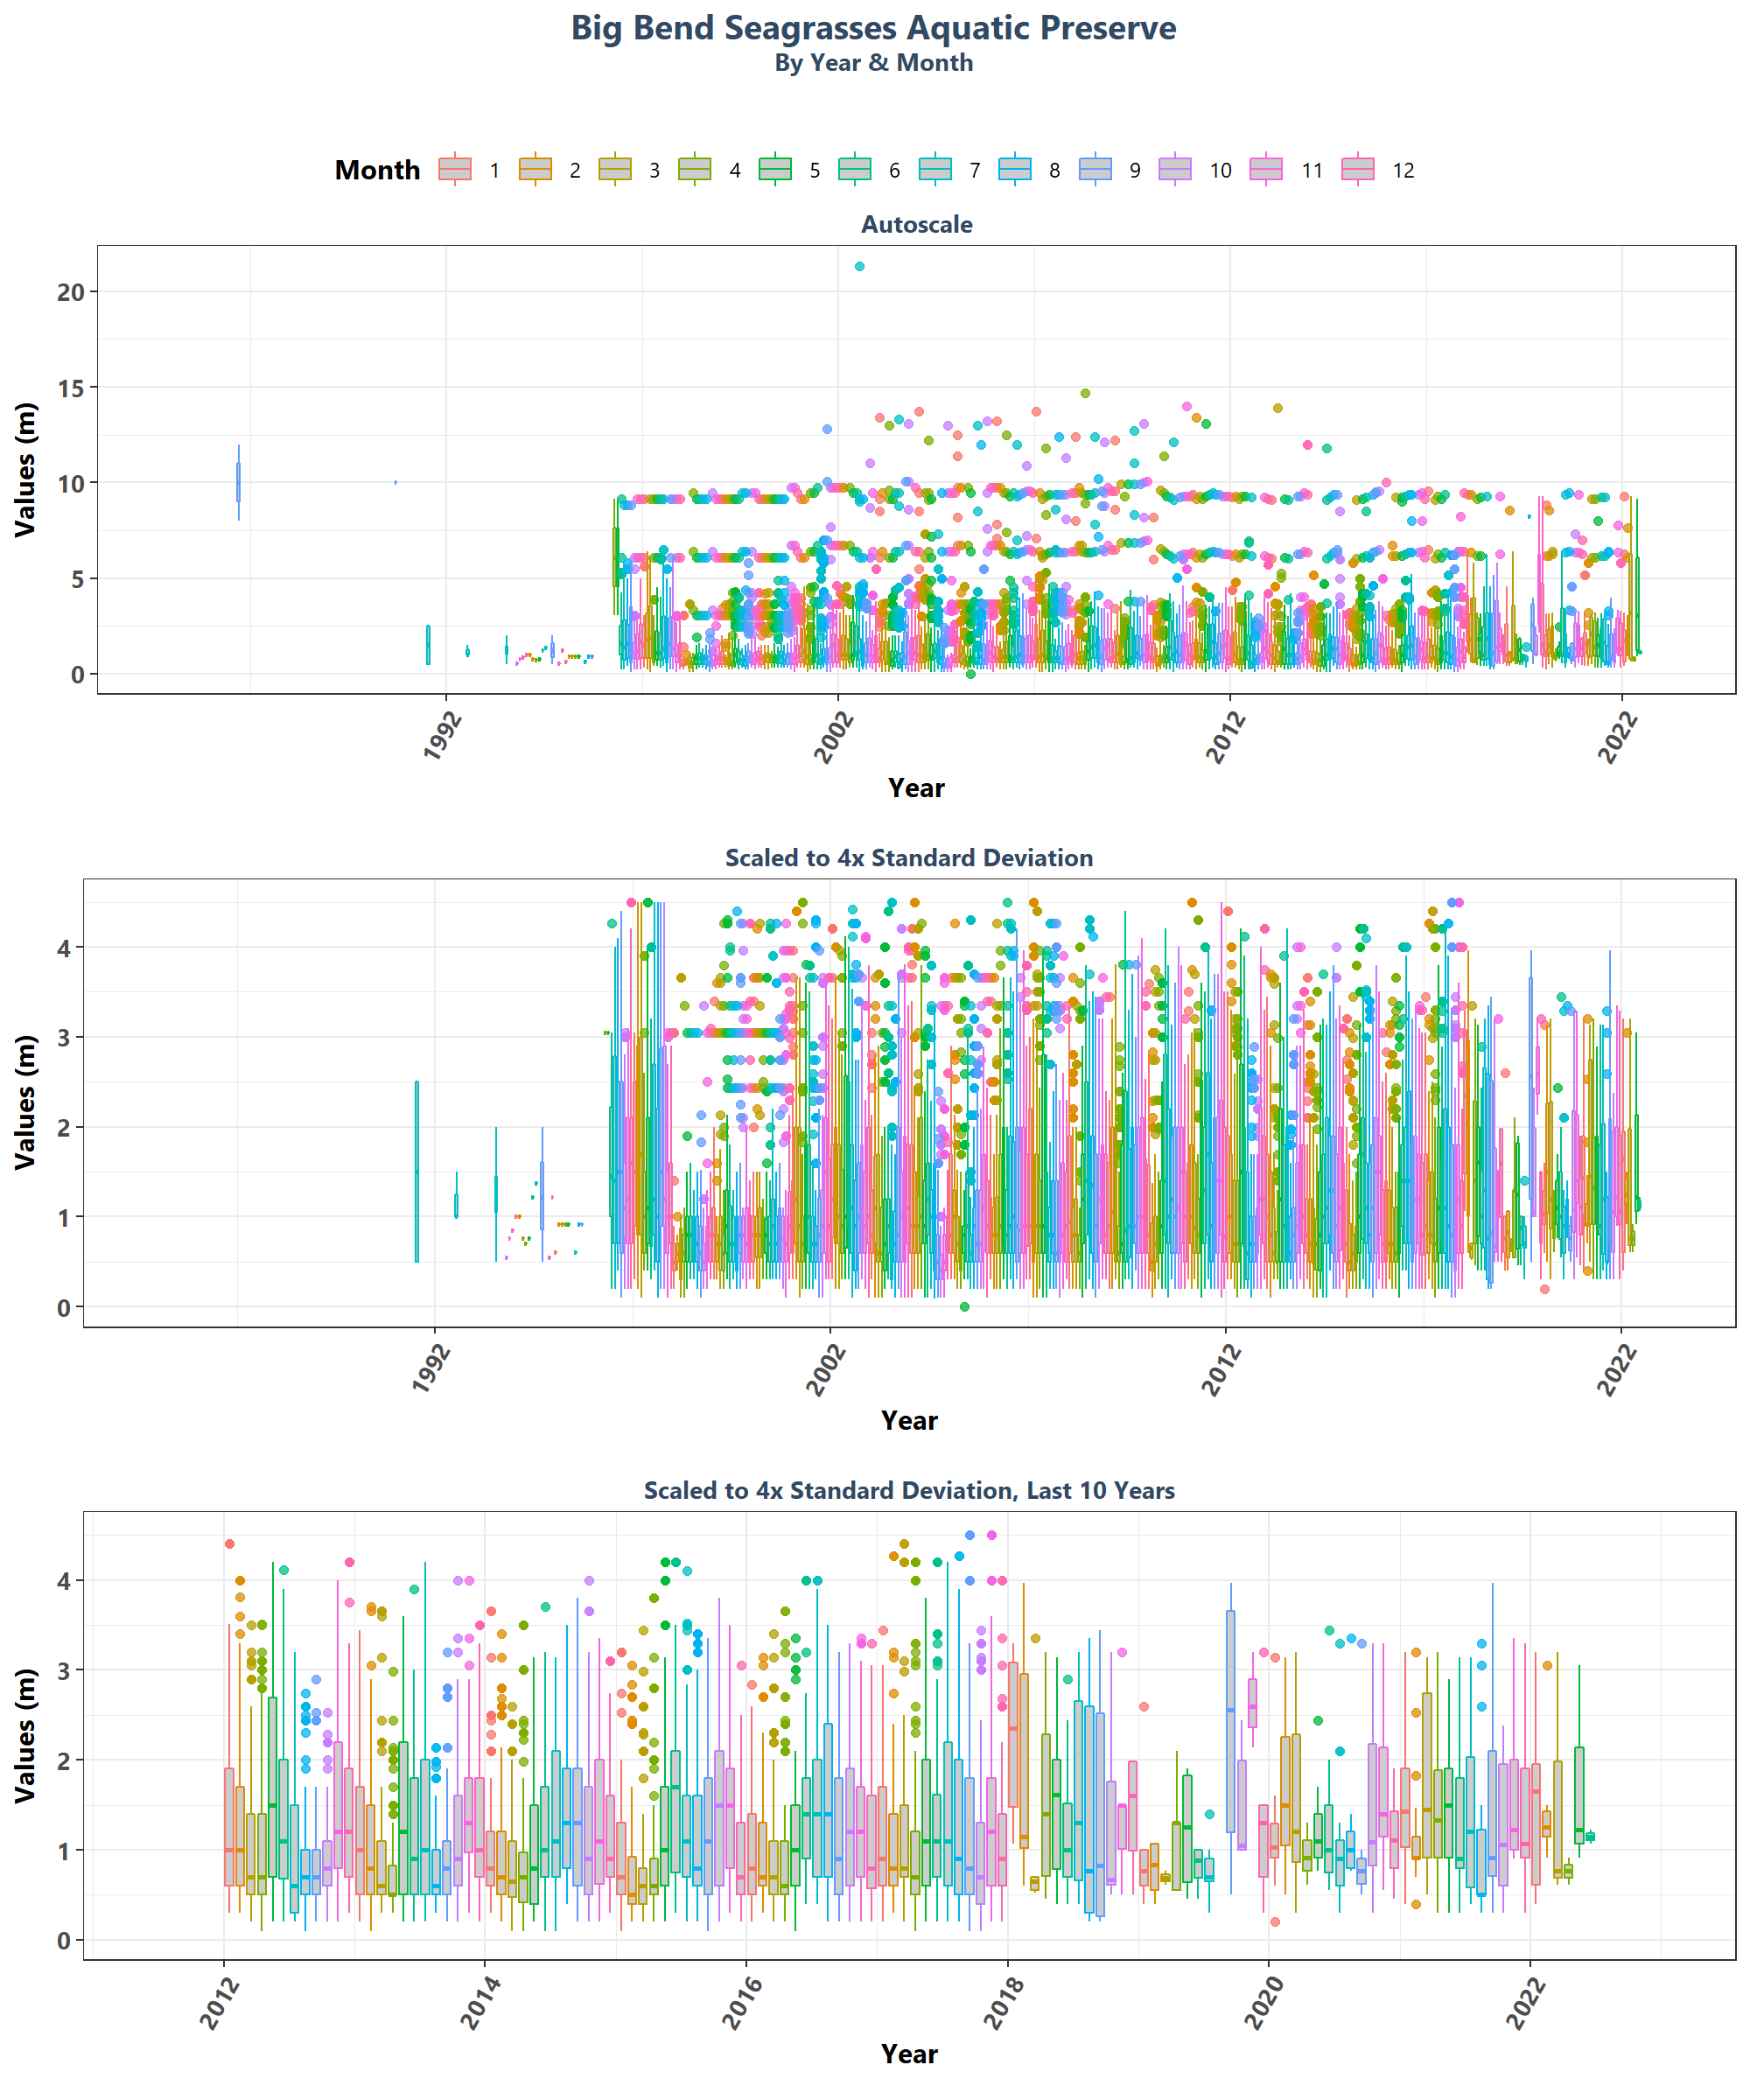 Big Bend Seagrasses Aquatic Preserve
By Year & Month
Month 1 2 3 4 5 6 7 8 9 10 11 12
Autoscale
Values (m)
20
15
10
5
0
1992 2002 2012 2022
Year
Scaled to 4x Standard Deviation
Values (m)
4
3
2
1
0
1992 2002 2012 2022
Year
Scaled to 4x Standard Deviation, Last 10 Years
Values (m)
4
3
2
1
0
2012 2014 2016 2018 2020 2022
Year